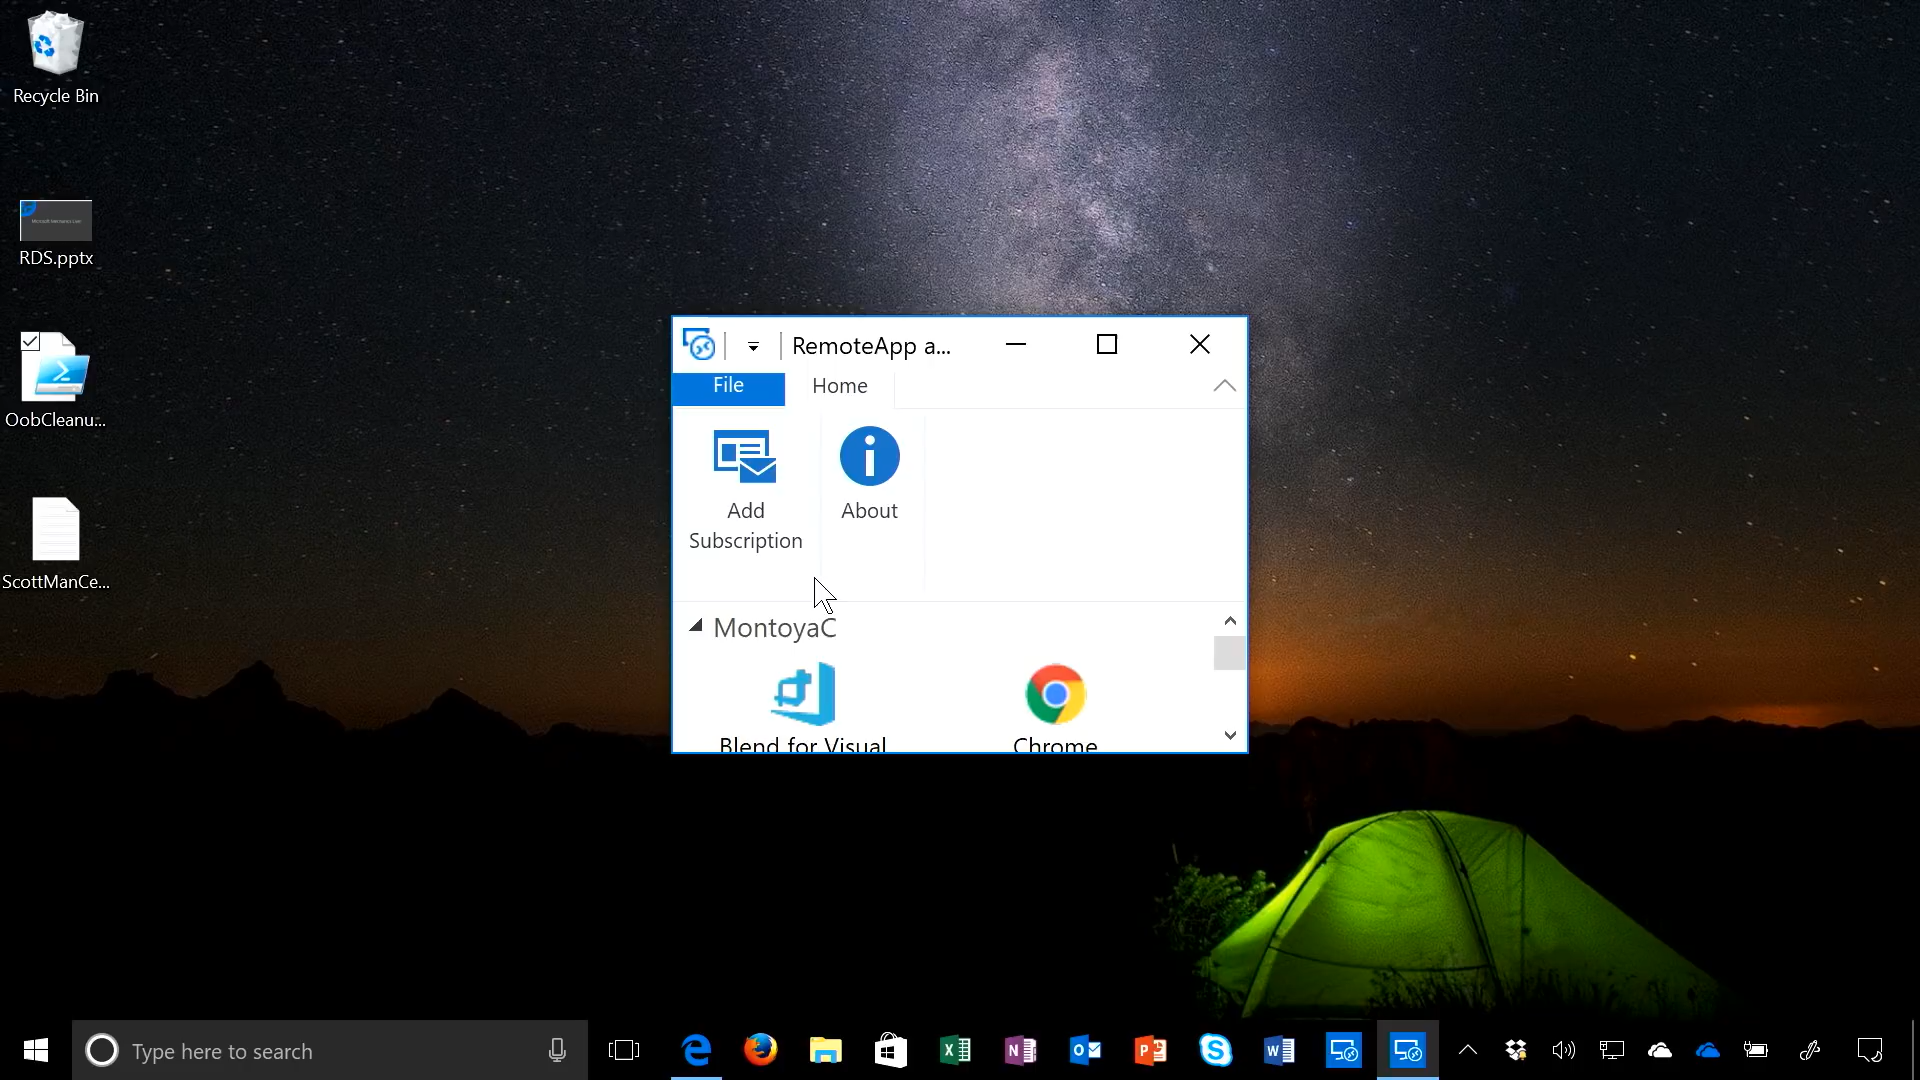 Recycle Bin
RDS.pptx
OobCleanu...
ScottManCe...
RemoteApp a...
File
Home
Add
Subscription
About
MontoyaC
Blend for Visual
Chrome
Type here to search